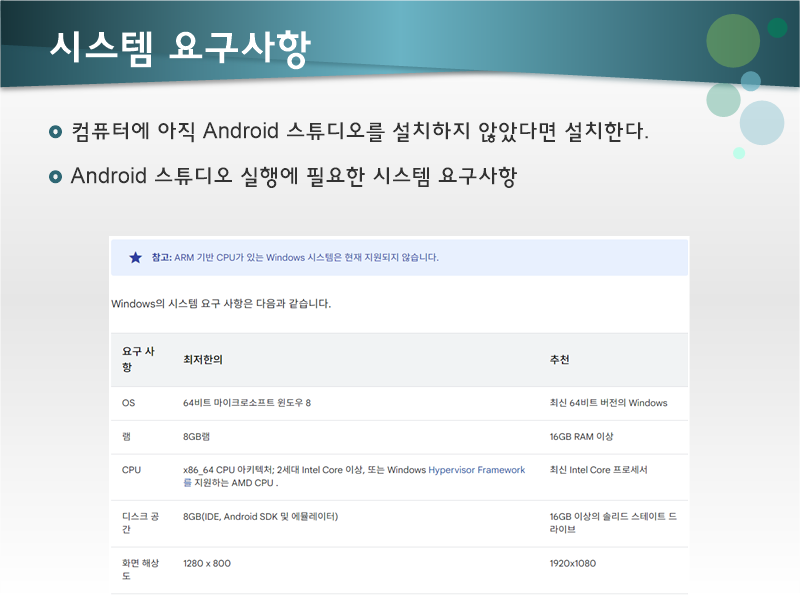 시스템 요구사항
컴퓨터에 아직 Android 스튜디오를 설치하지 않았다면 설치한다.
Android 스튜디오 실행에 필요한 시스템 요구사항
참고: ARM 기반 CPU가 있는 Windows 시스템은 현재 지원되지 않습니다.
Windows의 시스템 요구 사항은 다음과 같습니다.
요구 사
항
최저한의
추천
OS
64비트 마이크로소프트 윈도우 8
최신 64비트 버전의 Windows
램
8GB램
16GB RAM 이상
CPU
x86_64 CPU 아키텍처; 2세대 Intel Core 이상, 또는 Windows Hypervisor Framework
를 지원하는 AMD CPU .
최신 Intel Core 프로세서
디스크 공
간
8GB(IDE, Android SDK 및 에뮬레이터)
16GB 이상의 솔리드 스테이트 드
라이브
화면 해상
도
1280 x 800
1920x1080